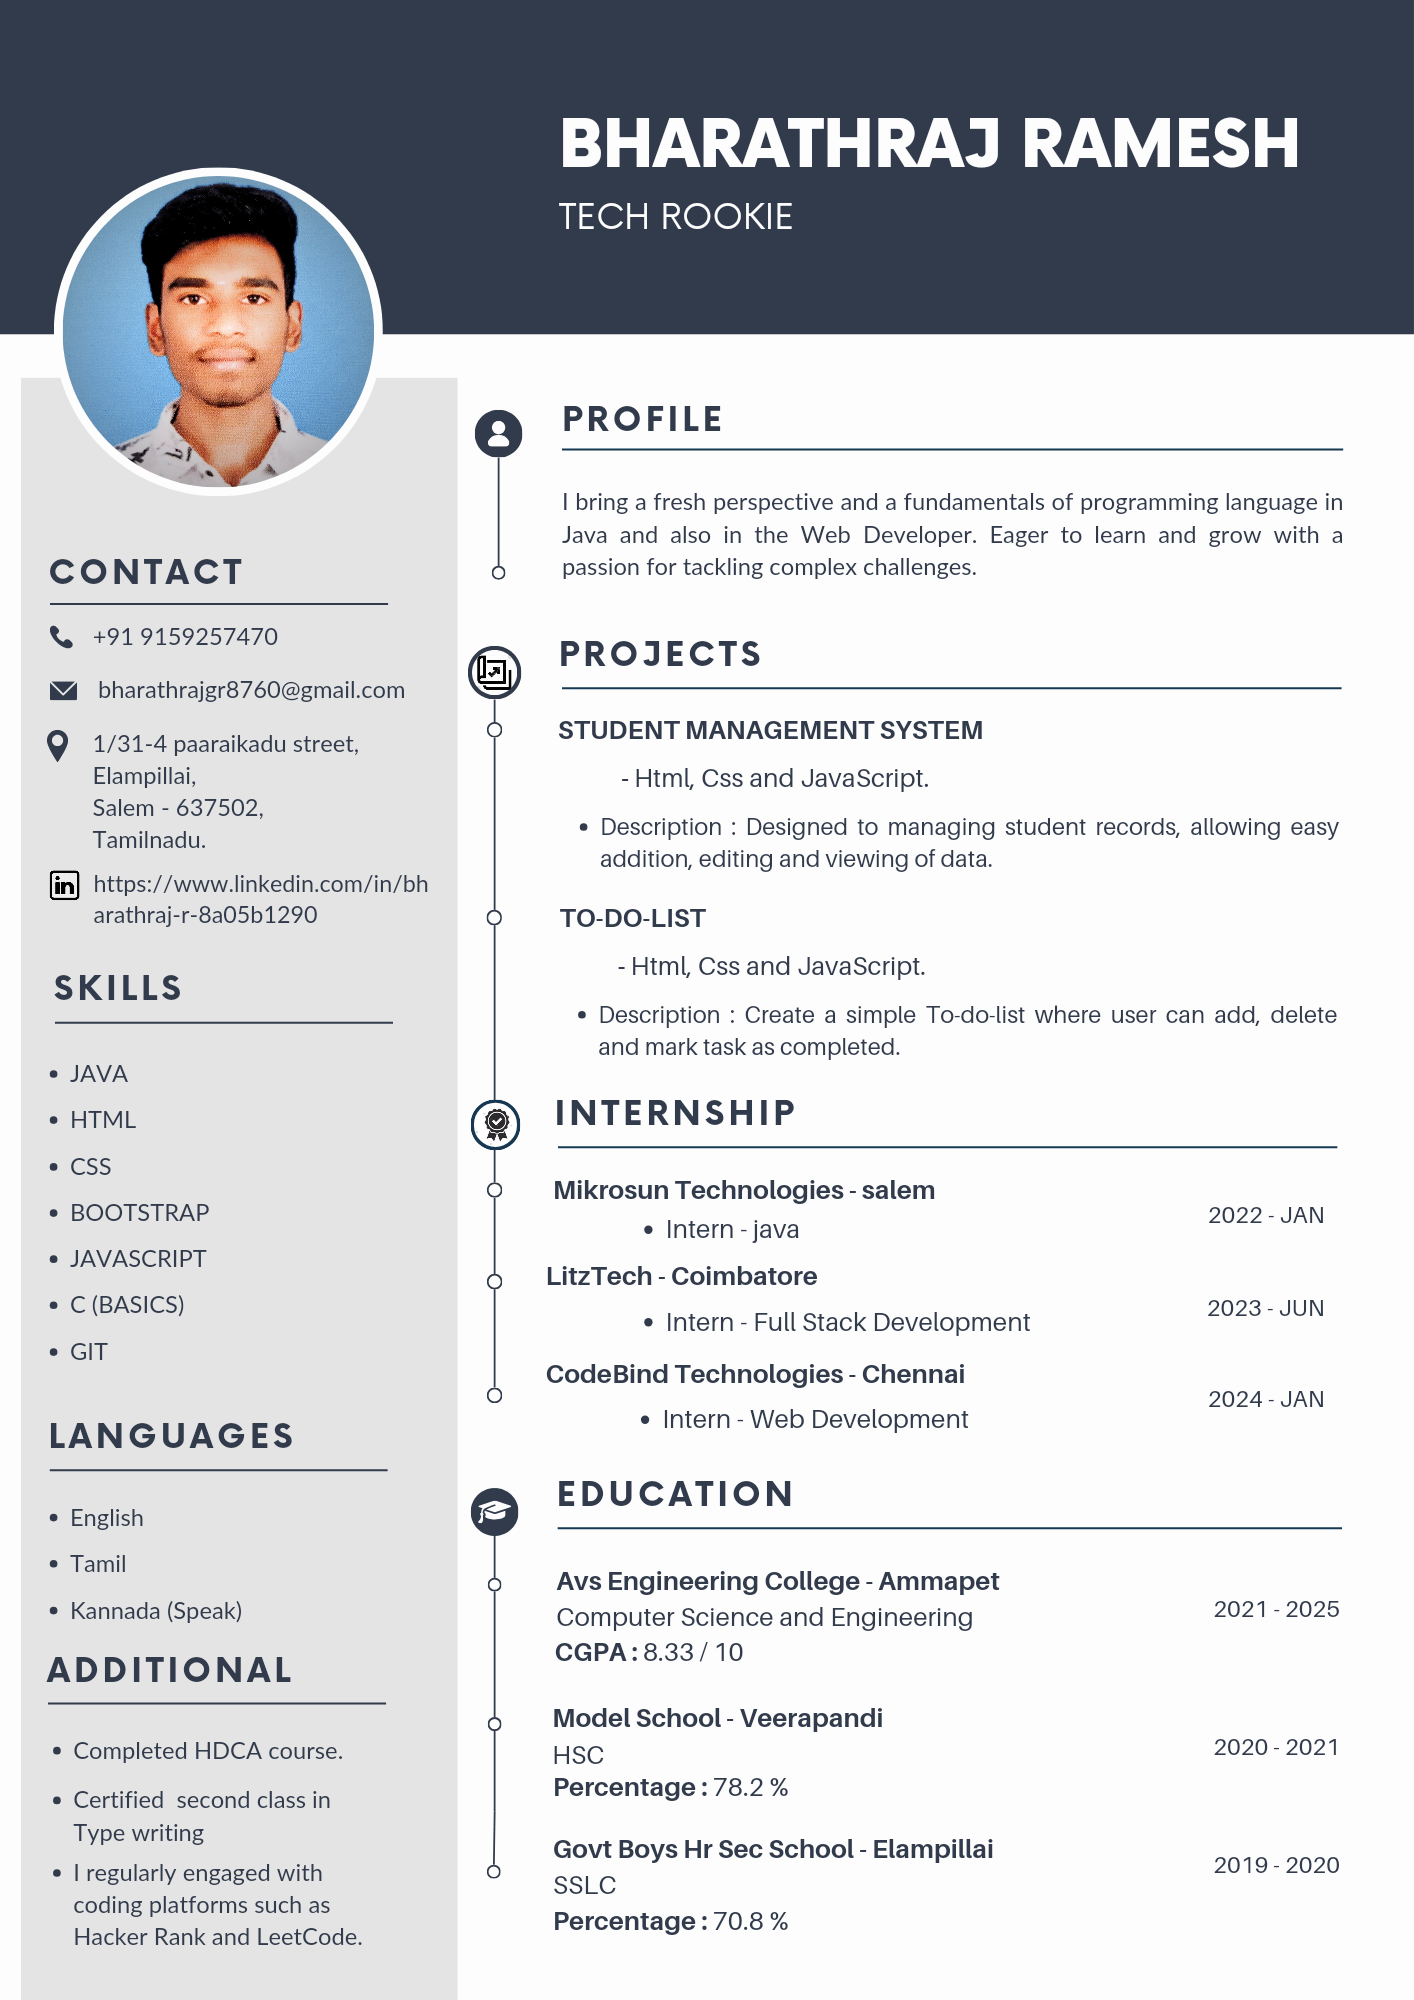 BHARATHRAJ RAMESH
TECH ROOKIE
CONTACT
+91 9159257470
bharathrajgr8760@gmail.com
1/31-4 paaraikadu street,
Elampillai,
Salem - 637502,
Tamilnadu.
in
https://www.linkedin.com/in/bh
arathraj-r-8a05b1290
SKILLS
• JAVA
• HTML
• CSS
• BOOTSTRAP
• JAVASCRIPT
• C (BASICS)
• GIT
LANGUAGES
• English
• Tamil
• Kannada (Speak)
ADDITIONAL
• Completed HDCA course.
• Certified  second class in
Type writing
• I regularly engaged with
coding platforms such as
Hacker Rank and LeetCode.
PROFILE
I bring a fresh perspective and a fundamentals of programming language in
Java and also in the Web Developer. Eager to learn and grow with a
passion for tackling complex challenges.
PROJECTS
STUDENT MANAGEMENT SYSTEM
- Html, Css and JavaScript.
• Description : Designed to managing student records, allowing easy
addition, editing and viewing of data.
TO-DO-LIST
- Html, Css and JavaScript.
• Description : Create a simple To-do-list where user can add, delete
and mark task as completed.
INTERNSHIP
Mikrosun Technologies - salem
• Intern - java
2022 - JAN
LitzTech - Coimbatore
• Intern - Full Stack Development
2023 - JUN
CodeBind Technologies - Chennai
• Intern - Web Development
2024 - JAN
EDUCATION
Avs Engineering College - Ammapet
Computer Science and Engineering
2021 - 2025
CGPA : 8.33 / 10
Model School - Veerapandi
HSC
2020 - 2021
Percentage : 78.2 %
Govt Boys Hr Sec School - Elampillai
SSLC
2019 - 2020
Percentage : 70.8 %